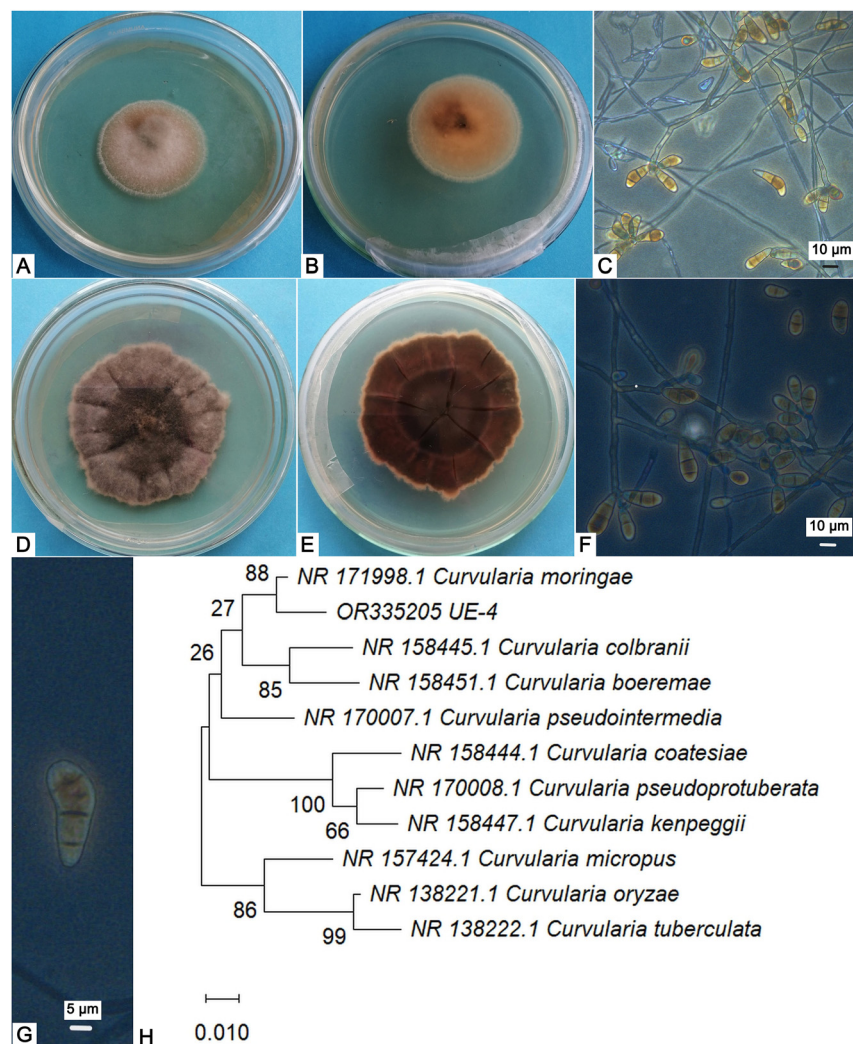 A
B
C
10 µm
D
E
F
10 µm
G
5 µm
H
88
NR 171998.1 Curvularia moringae
27
OR335205 UE-4
26
NR 158445.1 Curvularia colbranii
85
NR 158451.1 Curvularia boeremae
NR 170007.1 Curvularia pseudointermedia
NR 158444.1 Curvularia coatesiae
100
NR 170008.1 Curvularia pseudoprotuberata
66
NR 158447.1 Curvularia kenpeggii
NR 157424.1 Curvularia micropus
86
NR 138221.1 Curvularia oryzae
99
NR 138222.1 Curvularia tuberculata
0.010